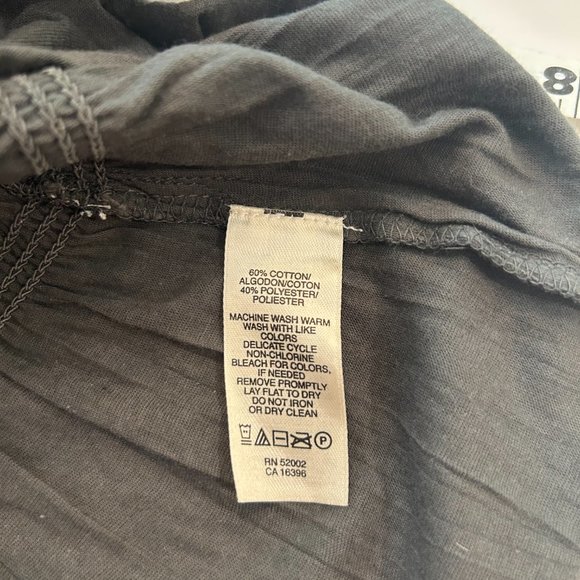 8
60% COTTON/
ALGODON/COTON
40% POLYESTER/
POLIESTER
MACHINE WASH WARM
WASH WITH LIKE
COLORS
DELICATE CYCLE
NON-CHLORINE
BLEACH FOR COLORS,
IF NEEDED
REMOVE PROMPTLY
LAY FLAT TO DRY
DO NOT IRON
OR DRY CLEAN
P
RN 52002
CA 16396